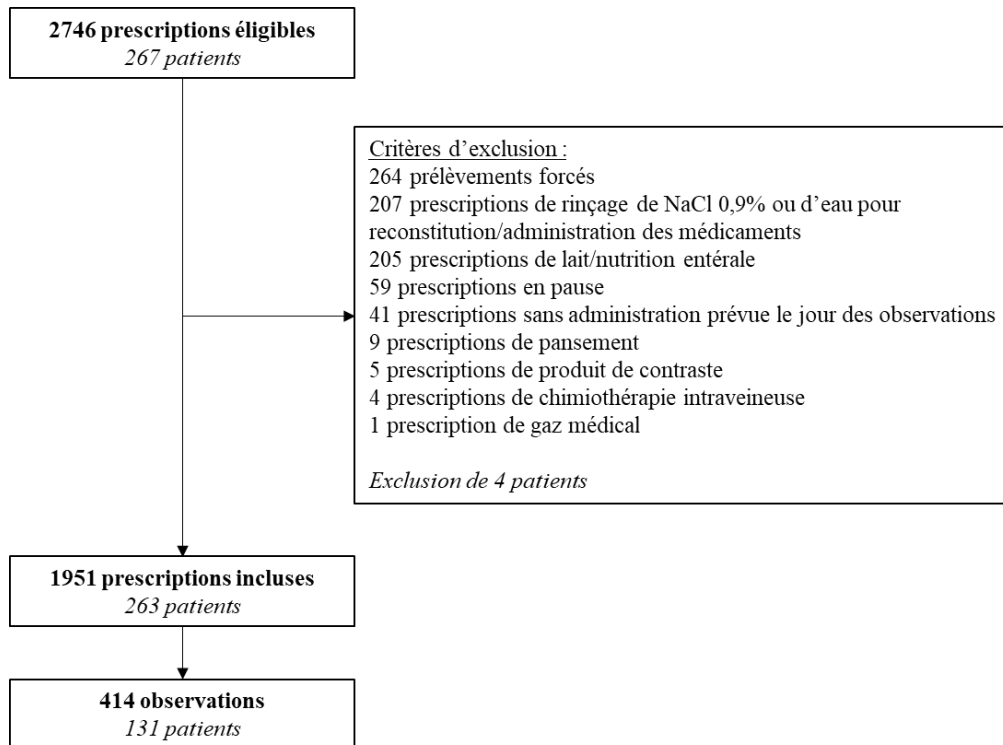 2746 prescriptions éligibles
267 patients
Critères d’exclusion :
264 prélèvements forcés
207 prescriptions de rinçage de NaCl 0,9% ou d’eau pour
reconstitution/administration des médicaments
205 prescriptions de lait/nutrition entérale
59 prescriptions en pause
41 prescriptions sans administration prévue le jour des observations
9 prescriptions de pansement
5 prescriptions de produit de contraste
4 prescriptions de chimiothérapie intraveineuse
1 prescription de gaz médical
Exclusion de 4 patients
1951 prescriptions incluses
263 patients
414 observations
131 patients